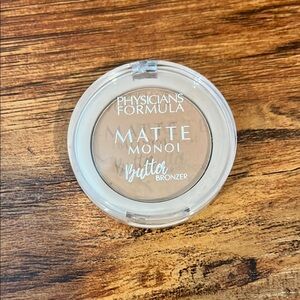 PHYSICIANS
FORMULA
MATTE
MONOI
Butter
BRONZER